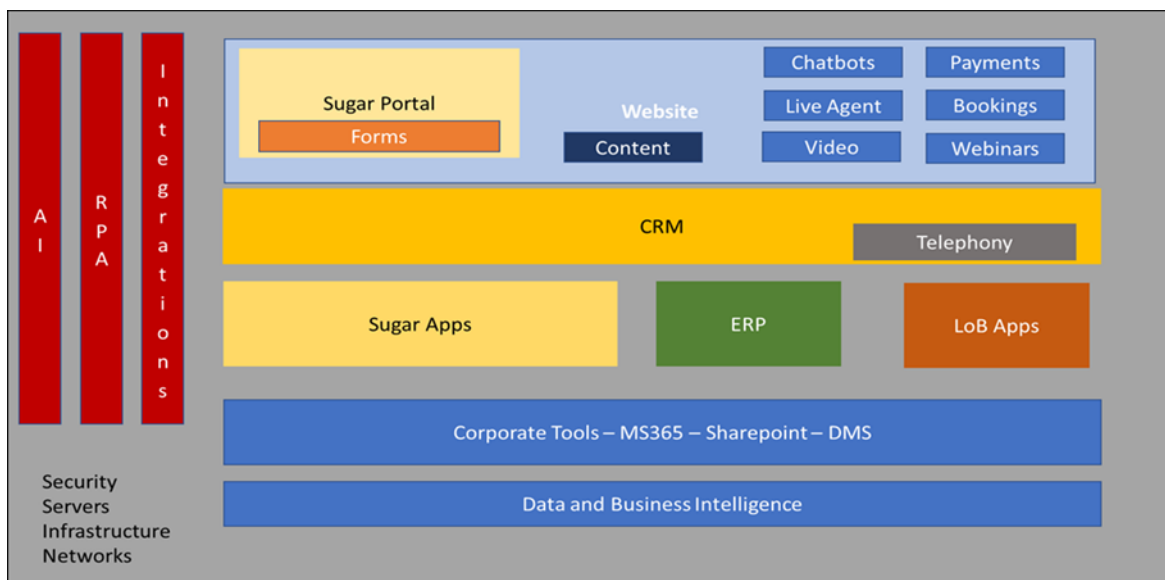 AI
RPA
Integrations
Sugar Portal
Forms
Website
Content
Chatbots
Payments
Live Agent
Bookings
Video
Webinars
CRM
Telephony
Sugar Apps
ERP
LoB Apps
Corporate Tools – MS365 – Sharepoint – DMS
Data and Business Intelligence
Security
Servers
Infrastructure
Networks